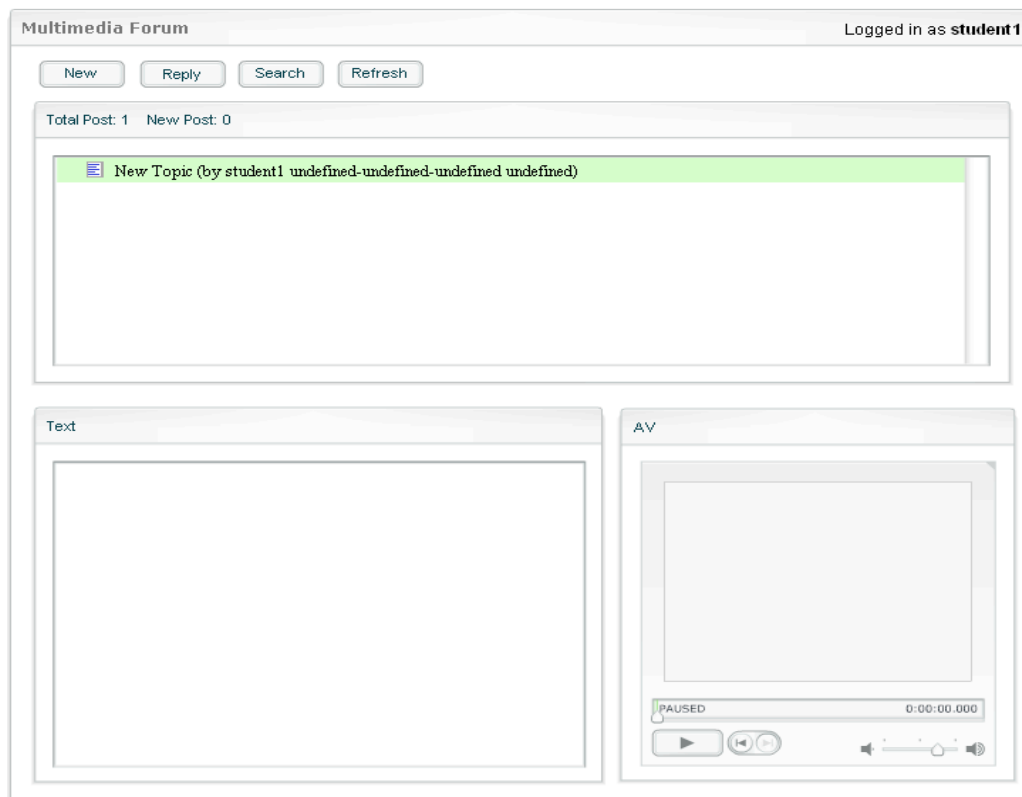 Multimedia Forum
Logged in as student1
New Reply Search Refresh
Total Post: 1 New Post: 0
New Topic (by student1 undefined-undefined-undefined undefined)
Text
AV
PAUSED 0:00:00.000